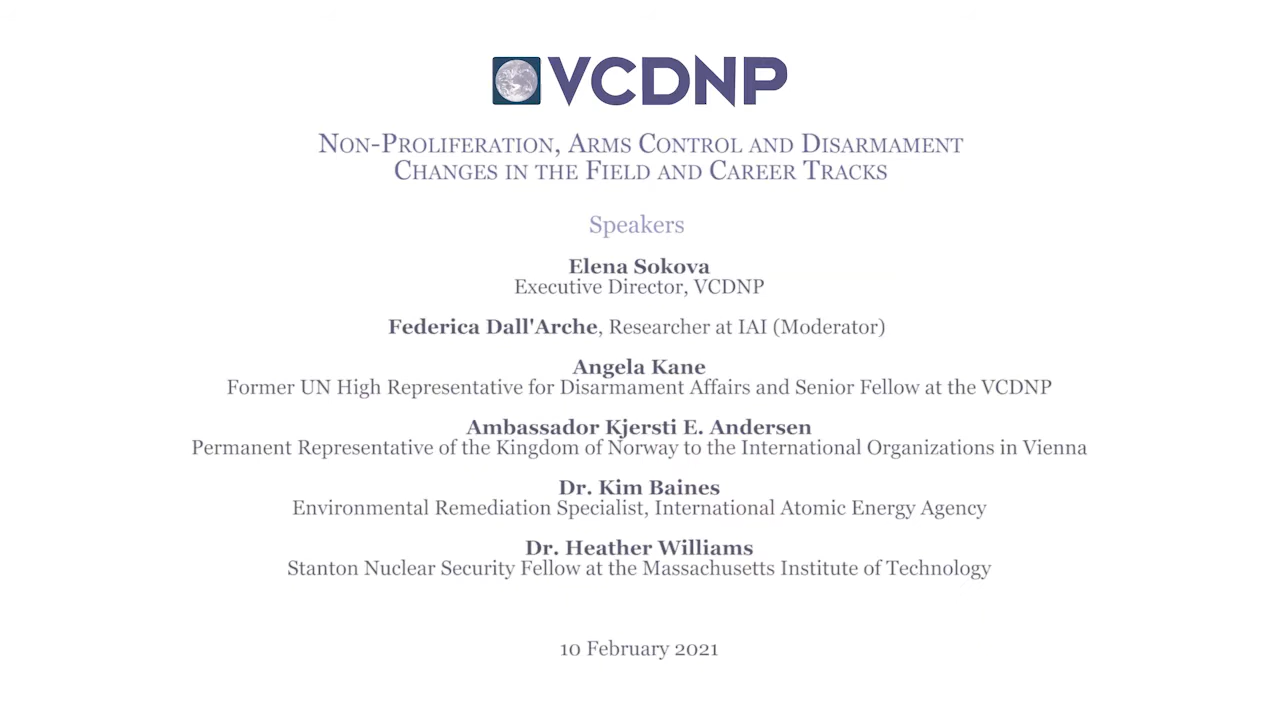 VCDNP
Non-Proliferation, Arms Control and Disarmament
Changes in the Field and Career Tracks
Speakers
Elena Sokova
Executive Director, VCDNP
Federica Dall'Arche, Researcher at IAI (Moderator)
Angela Kane
Former UN High Representative for Disarmament Affairs and Senior Fellow at the VCDNP
Ambassador Kjersti E. Andersen
Permanent Representative of the Kingdom of Norway to the International Organizations in Vienna
Dr. Kim Baines
Environmental Remediation Specialist, International Atomic Energy Agency
Dr. Heather Williams
Stanton Nuclear Security Fellow at the Massachusetts Institute of Technology
10 February 2021